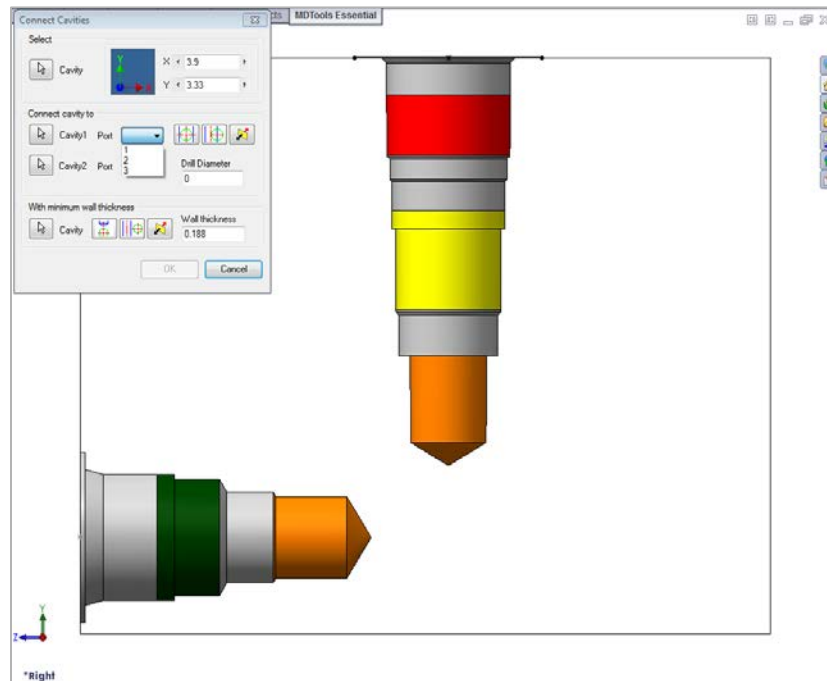 Connect Cavities
MDTools Essential
Select
Cavity
X
3.9
Y
3.33
Y
Connect cavity to
Cavity1 Port
1
2
3
Cavity2 Port
Drill Diameter
0
With minimum wall thickness
Cavity
Wall thickness
0.188
OK
Cancel
Y
Z
*Right